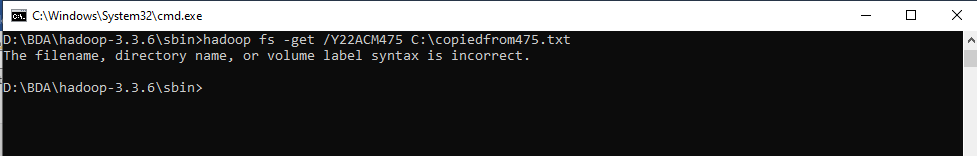 C:\Windows\System32\cmd.exe
D:\BDA\hadoop-3.3.6\sbin>hadoop fs -get /Y22ACM475 C:\copiedfrom475.txt
The filename, directory name, or volume label syntax is incorrect.
D:\BDA\hadoop-3.3.6\sbin>